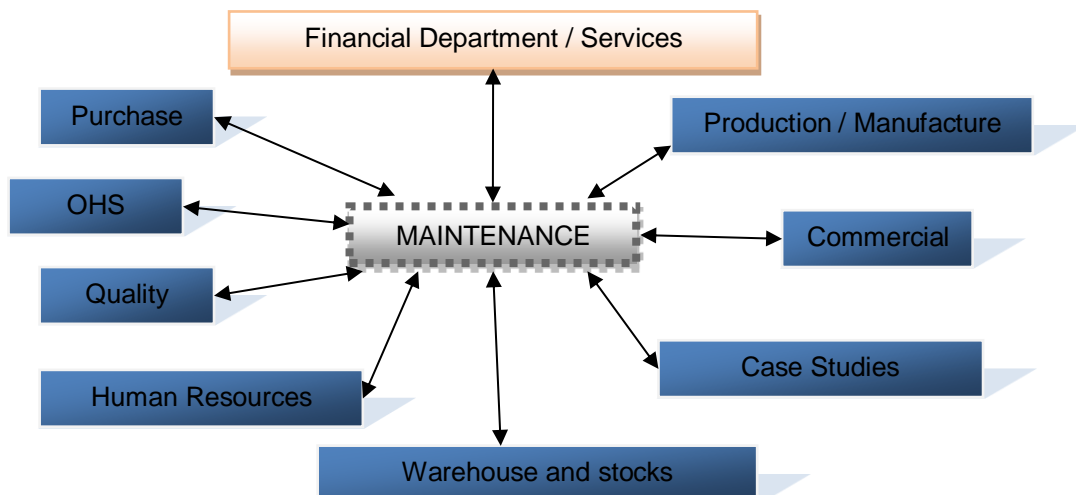 Financial Department / Services
Purchase
Production / Manufacture
OHS
MAINTENANCE
Commercial
Quality
Case Studies
Human Resources
Warehouse and stocks